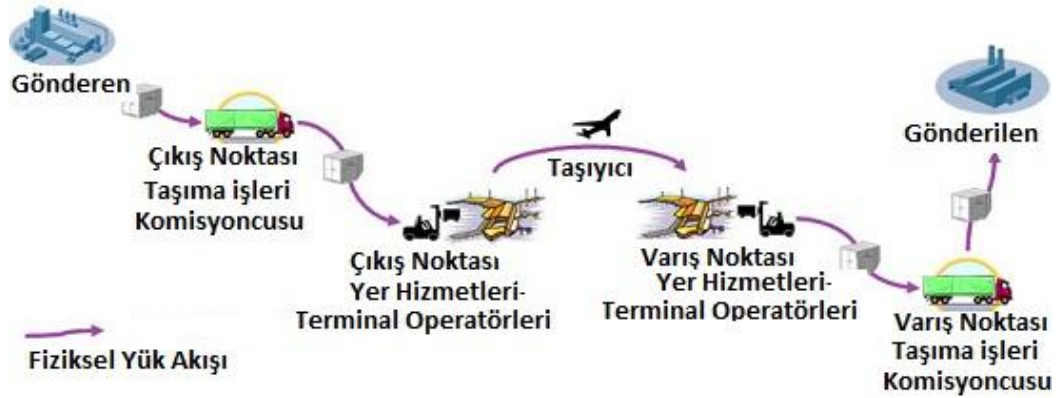 Gönderen
Çıkış Noktası
Taşıma işleri
Komisyoncusu
Çıkış Noktası
Yer Hizmetleri-
Terminal Operatörleri
Taşıyıcı
Varış Noktası
Yer Hizmetleri-
Terminal Operatörleri
Varış Noktası
Taşıma işleri
Komisyoncusu
Gönderilen
Fiziksel Yük Akışı